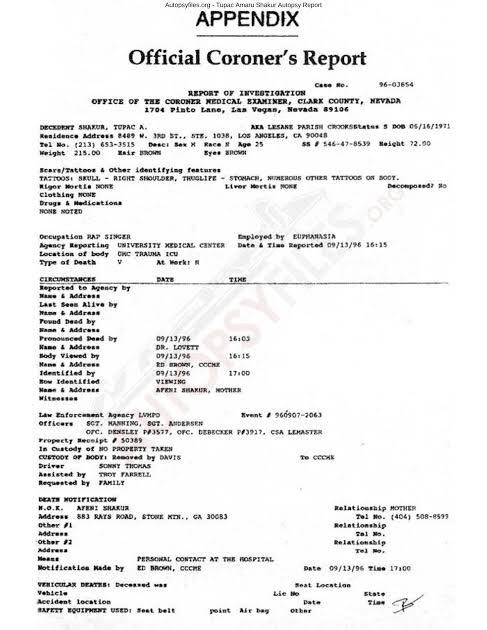 Autopsyfiles.org - Tupac Amaru Shakur Autopsy Report
APPENDIX
Official Coroner's Report
Case No. 96-03854
REPORT OF INVESTIGATION
OFFICE OF THE CORONER MEDICAL EXAMINER, CLARK COUNTY, NEVADA
1704 Pinto Lane, Las Vegas, Nevada 89106
DECEDENT SHAKUR, TUPAC A. AKA LESANE PARISH CROOKS Status S DOB 06/16/1971
Residence Address 8489 W. 3RD ST., STE. 1038, LOS ANGELES, CA 90048
Tel No. (213) 653-3515 Desc: Sex M Race N Age 25 SS # 546-47-8539 Height 72.00
Weight 215.00 Hair BROWN Eyes BROWN
Scars/Tattoos & Other identifying features
TATTOOS: SKULL - RIGHT SHOULDER, THUGLIFE - STOMACH, NUMEROUS OTHER TATTOOS ON BODY.
Rigor Mortis NONE Livor Mortis NONE Decomposed? No
Clothing NONE
Drugs & Medications
NONE NOTED
Occupation RAP SINGER Employed by EUPHANASIA
Agency Reporting UNIVERSITY MEDICAL CENTER Date & Time Reported 09/13/96 16:15
Location of body UMC TRAUMA ICU
Type of Death V At Work: N
CIRCUMSTANCES DATE TIME
Reported to Agency by
Name & Address
Last Seen Alive by
Name & Address
Found Dead by
Name & Address
Pronounced Dead by 09/13/96 16:03
Name & Address DR. LOVETT
Body Viewed by 09/13/96 16:15
Name & Address ED BROWN, CCCME
Identified by 09/13/96 17:00
How Identified VIEWING
Name & Address AFENI SHAKUR, MOTHER
Witnesses
Law Enforcement Agency LVMPD Event # 960907-2063
Officers SGT. MANNING, SGT. ANDERSEN
OFC. DENSLEY P#3577, OFC. DEBECKER P#3917, CSA LEMASTER
Property Receipt # 50389
In Custody of NO PROPERTY TAKEN
CUSTODY OF BODY: Removed by DAVIS To CCCME
Driver SONNY THOMAS
Assisted by TROY FARRELL
Requested by FAMILY
DEATH NOTIFICATION
N.O.K. AFENI SHAKUR Relationship MOTHER
Address 883 RAYS ROAD, STONE MTN., GA 30083 Tel No. (404) 508-8599
Other #1 Relationship
Address Tel No.
Other #2 Relationship
Address Tel No.
Means PERSONAL CONTACT AT THE HOSPITAL
Notification Made by ED BROWN, CCCME Date 09/13/96 Time 17:00
VEHICULAR DEATHS: Deceased was Seat Location
Vehicle Lic No State
Accident location Date Time
SAFETY EQUIPMENT USED: Seat belt point Air bag Other
AUTOPSYFILES.ORG